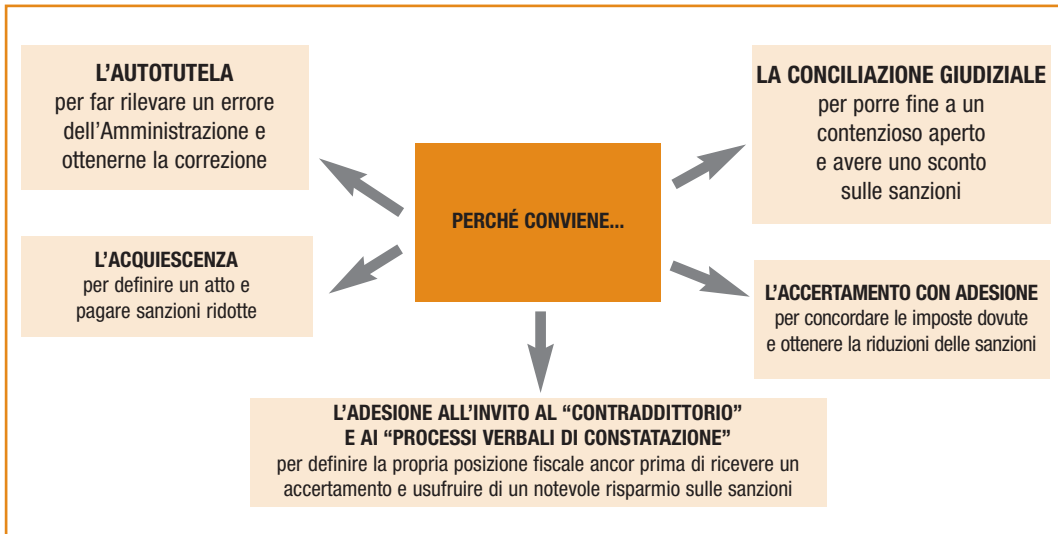 L'AUTOTUTELA
per far rilevare un errore
dell'Amministrazione e
ottenerne la correzione
LA CONCILIAZIONE GIUDIZIALE
per porre fine a un
contenzioso aperto
e avere uno sconto
sulle sanzioni
PERCHÉ CONVIENE...
L'ACQUIESCENZA
per definire un atto e
pagare sanzioni ridotte
L'ACCERTAMENTO CON ADESIONE
per concordare le imposte dovute
e ottenere la riduzioni delle sanzioni
L'ADESIONE ALL'INVITO AL “CONTRADDITTORIO”
E AI “PROCESSI VERBALI DI CONSTATAZIONE”
per definire la propria posizione fiscale ancor prima di ricevere un
accertamento e usufruire di un notevole risparmio sulle sanzioni